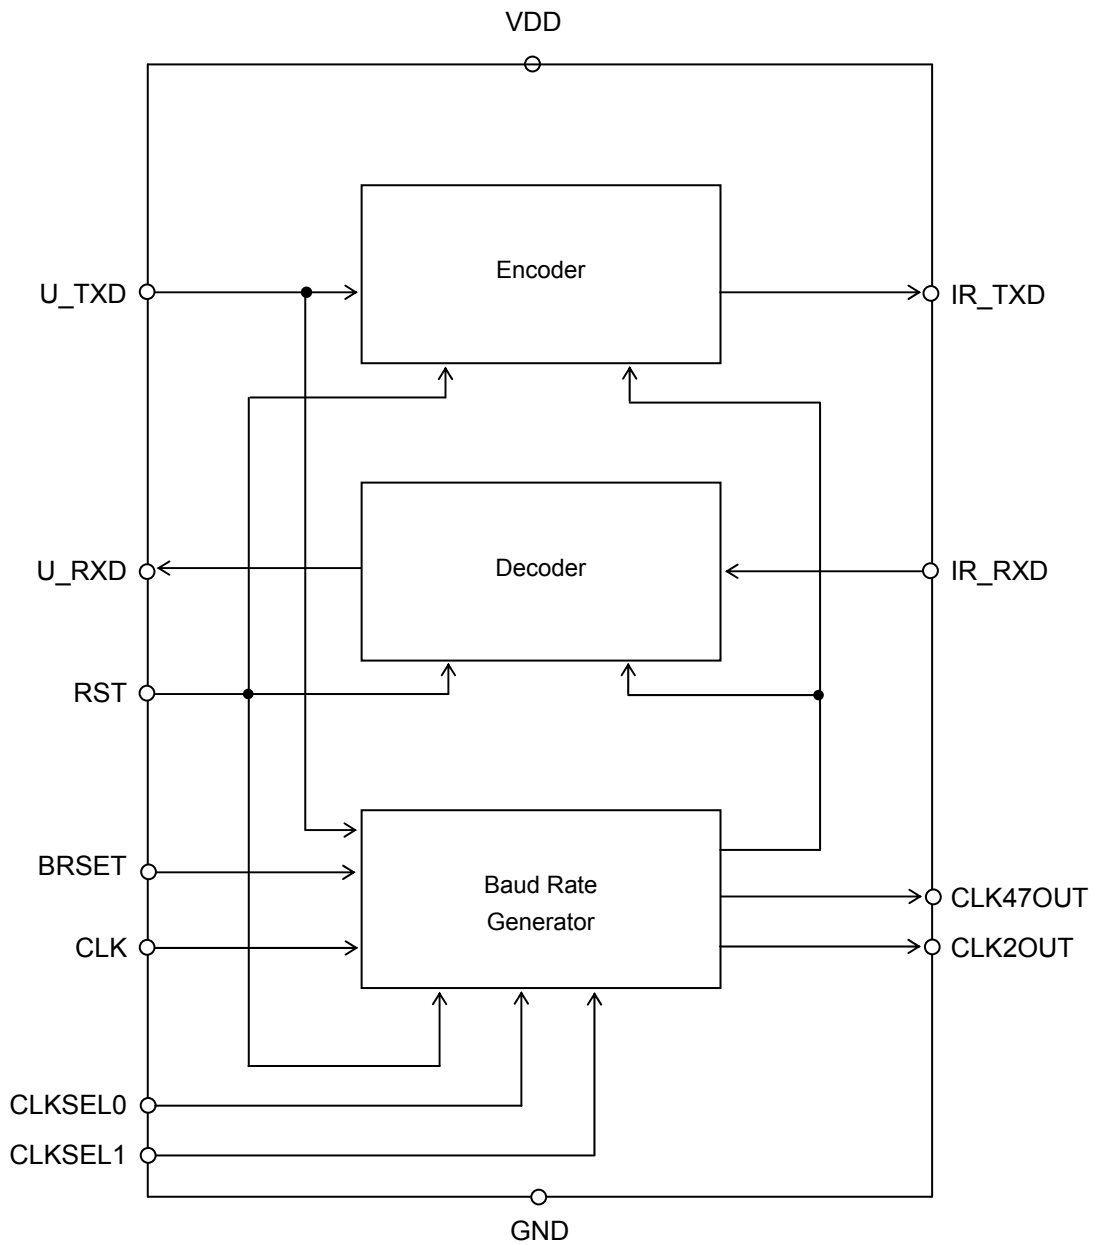 VDD
Encoder
U_TXD
IR_TXD
U_RXD
Decoder
IR_RXD
RST
BRSET
Baud Rate
Generator
CLK47OUT
CLK
CLK2OUT
CLKSEL0
CLKSEL1
GND